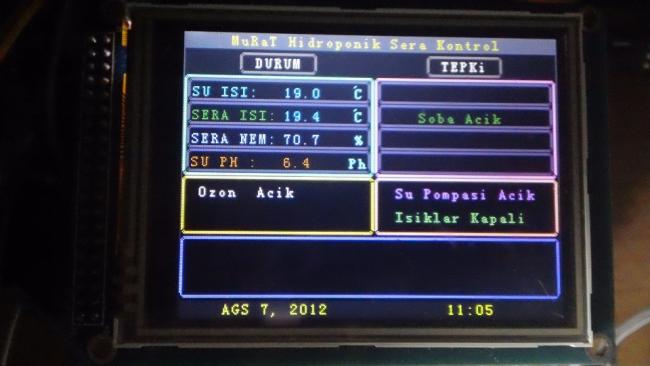 MuRaT Hidroponik Sera Kontrol
DURUM TEPKi
SU ISI: 19.0 °C
SERA ISI: 19.4 °C Soba Acik
SERA NEM: 70.7 %
SU PH : 6.4 Ph
Ozon Acik Su Pompasi Acik
Isiklar Kapali
AGS 7, 2012 11:05